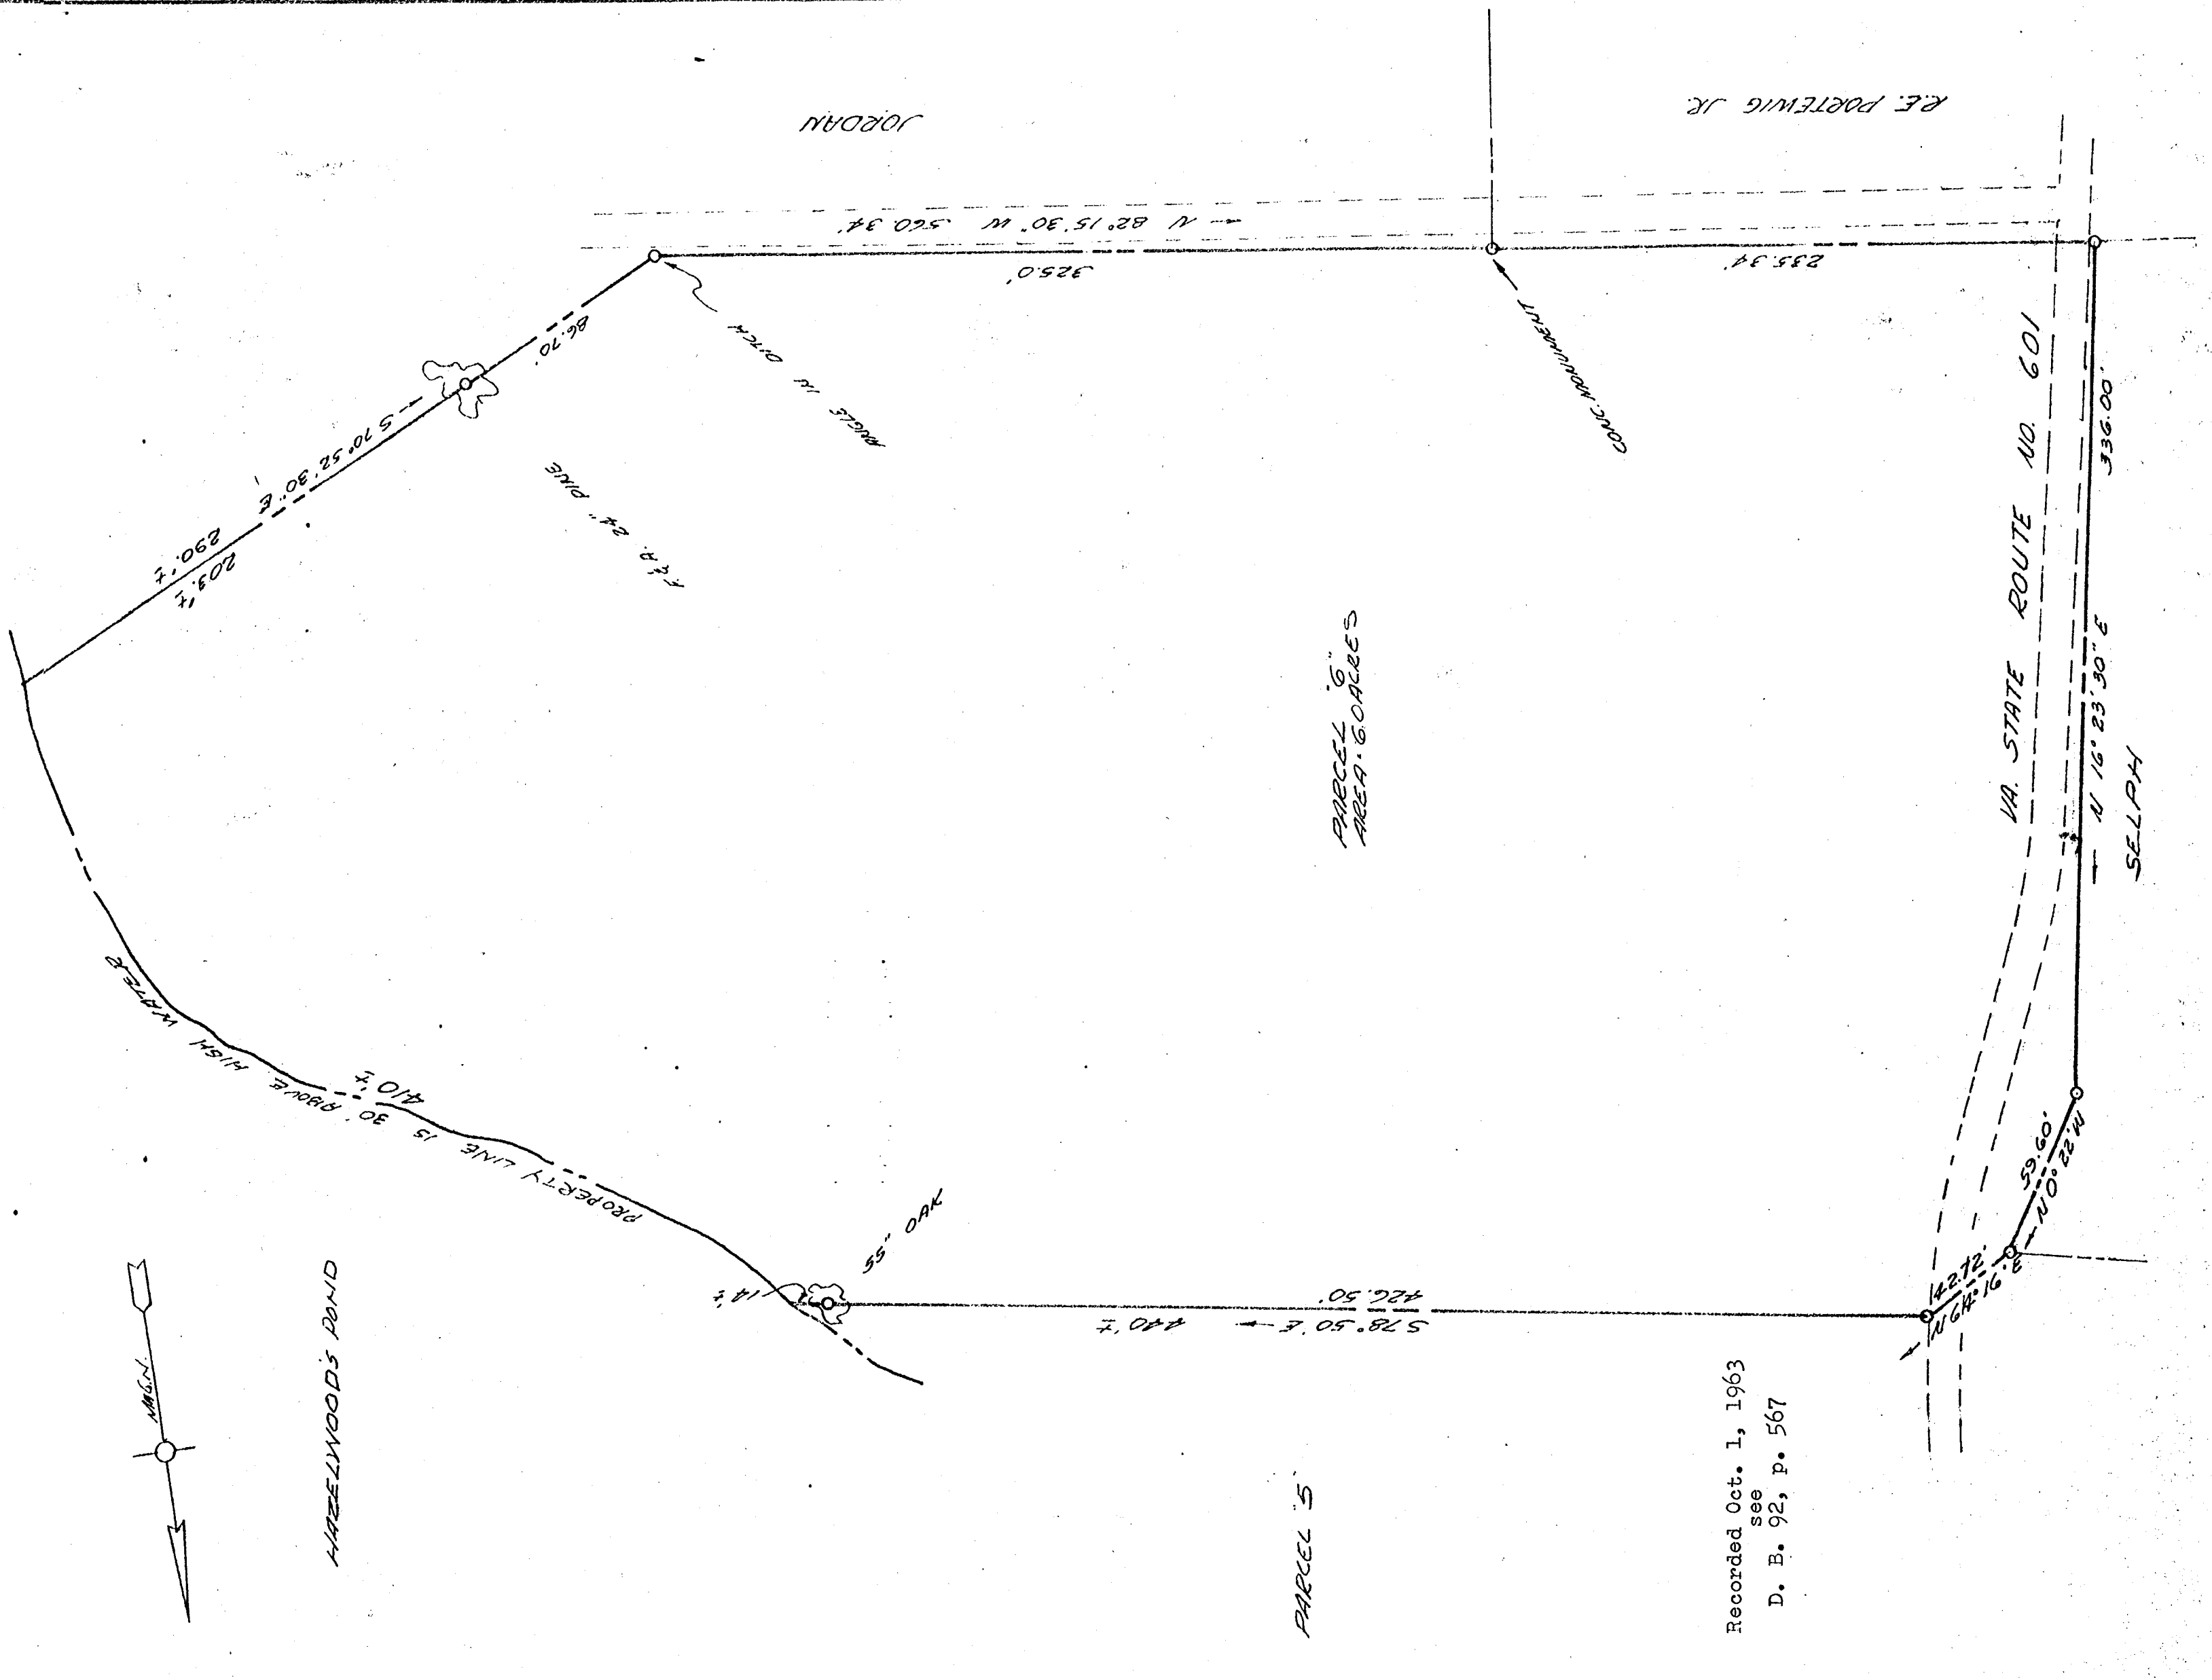 MAG.N.
HAZELWOOD'S POND
PROPERTY LINE IS 30' ABOVE HIGH WATER
410'±
290.'±
203.'±
S 70° 52' 30" E
86.70'
F.&A. 24" PINE
ANGLE IN DITCH
JORDAN
← N 82° 15' 30" W 560.34'
325.0'
235.34'
CONC. MONUMENT
R.E. PORTEWIG JR.
PARCEL "6"
AREA • 6.0 ACRES
VA. STATE ROUTE NO. 601
336.00'
← N 16° 23' 30" E
SELPH
59.60'
← N 0° 22' W
42.72'
N 64° 16' E
14'±
55" OAK
426.50'
S 78° 50' E → 440'±
PARCEL "5"
Recorded Oct. 1, 1963
see
D. B. 92, p. 567